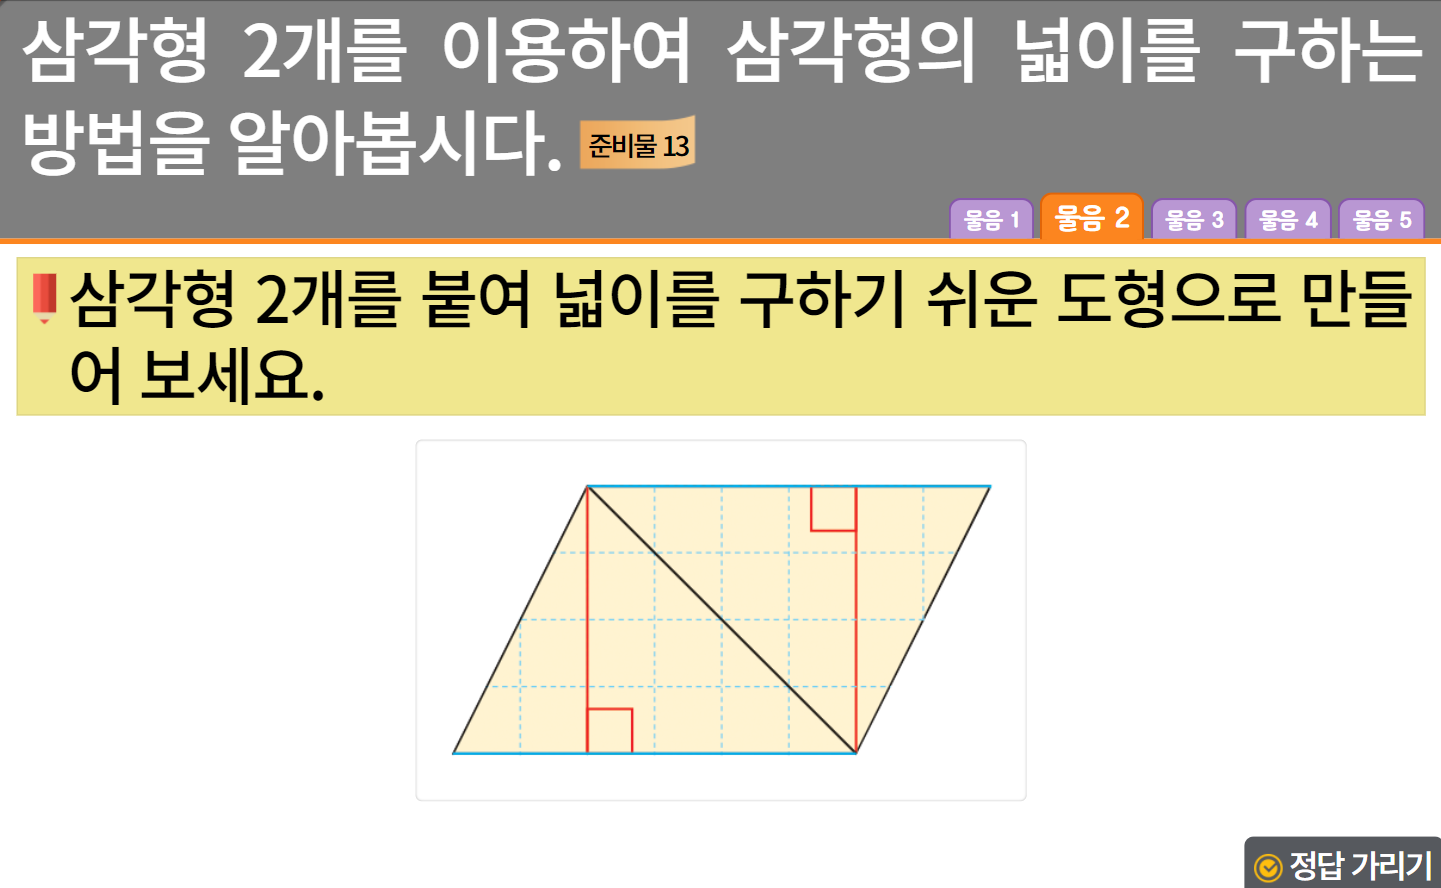 삼각형 2개를 이용하여 삼각형의 넓이를 구하는
방법을 알아봅시다. 준비물 13
물음 1 물음 2 물음 3 물음 4 물음 5
삼각형 2개를 붙여 넓이를 구하기 쉬운 도형으로 만들
어 보세요.
정답 가리기